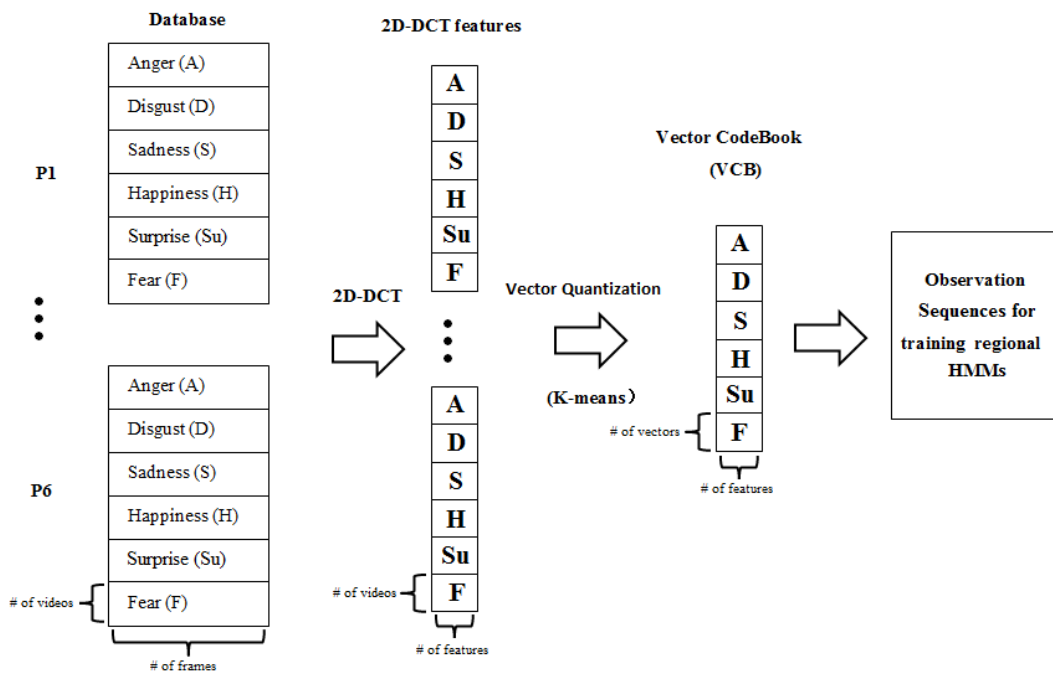 Database
P1
Anger (A)
Disgust (D)
Sadness (S)
Happiness (H)
Surprise (Su)
Fear (F)
P6
Anger (A)
Disgust (D)
Sadness (S)
Happiness (H)
Surprise (Su)
Fear (F)
# of videos
# of frames
2D-DCT
2D-DCT features
A
D
S
H
Su
F
A
D
S
H
Su
F
# of videos
# of features
Vector Quantization
(K-means)
Vector CodeBook
(VCB)
A
D
S
H
Su
F
# of vectors
# of features
Observation
Sequences for
training regional
HMMs